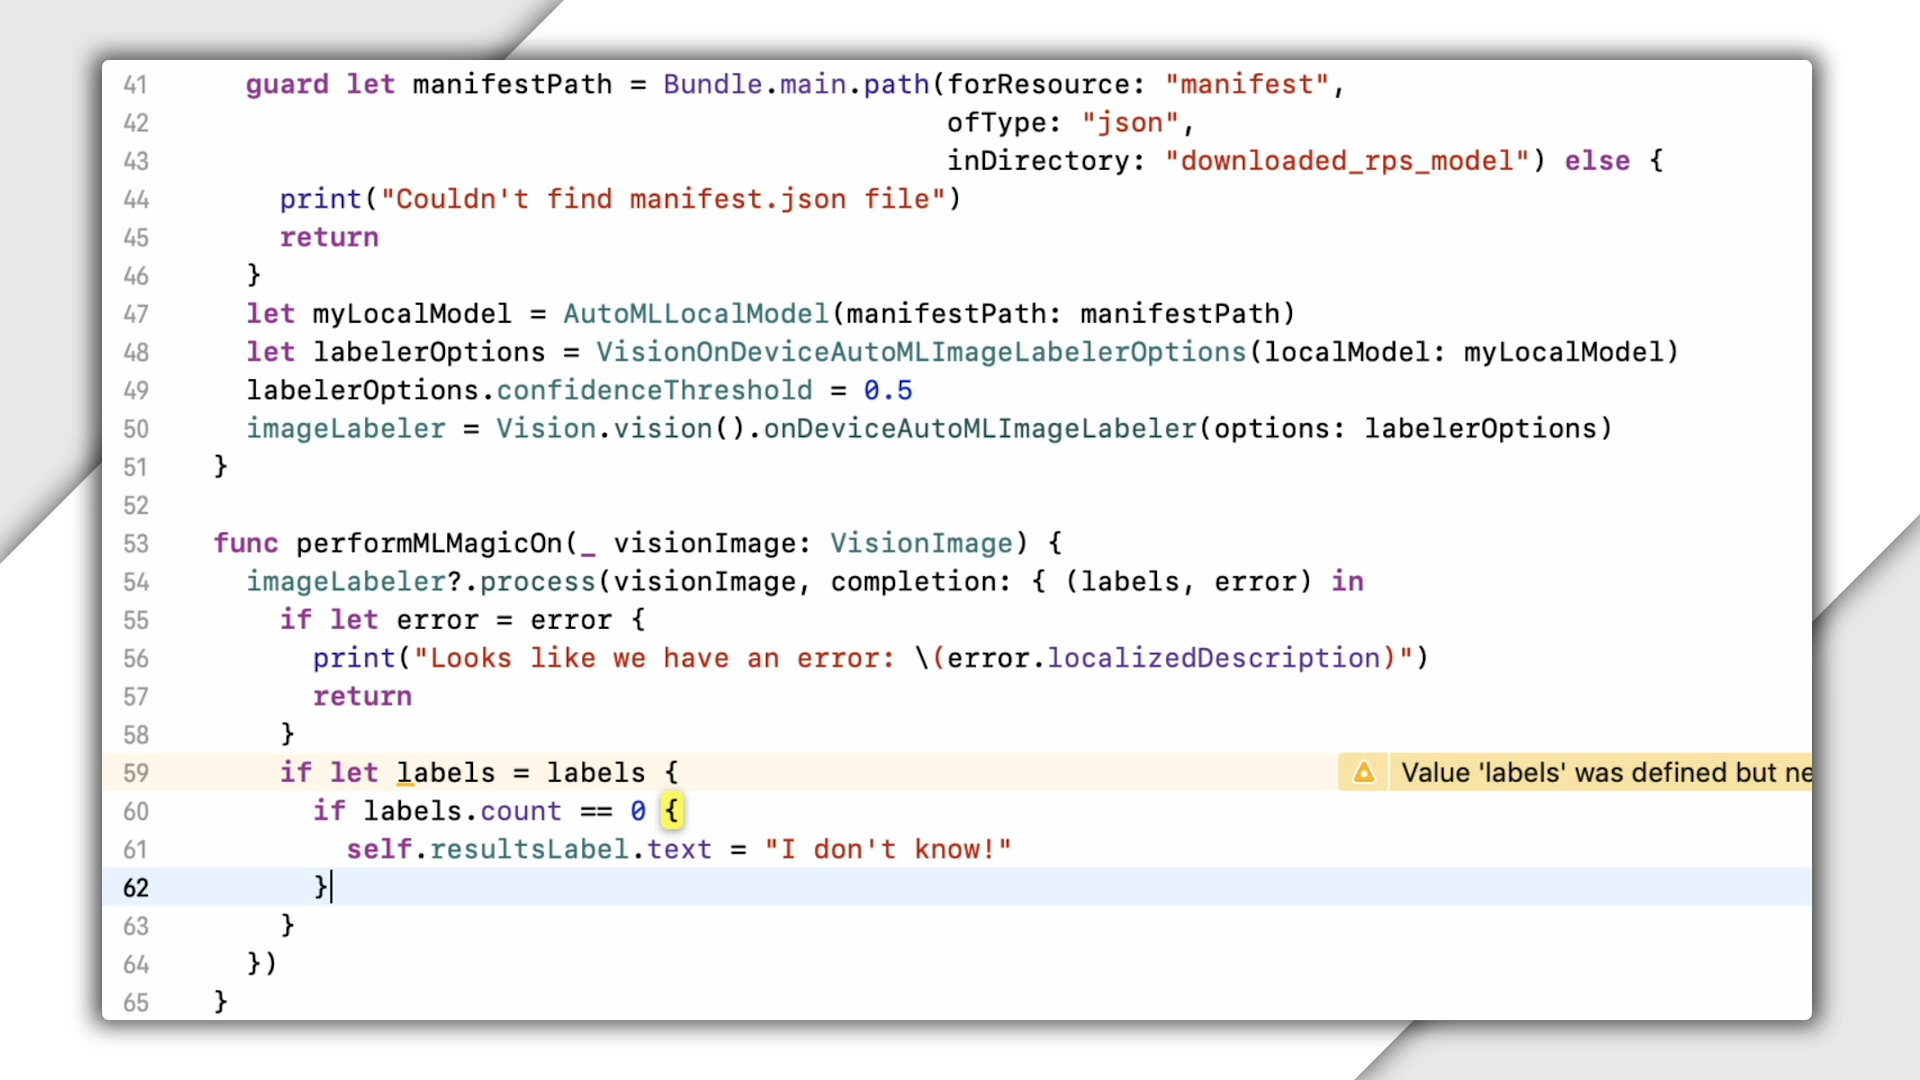 41 guard let manifestPath = Bundle.main.path(forResource: "manifest",
42 ofType: "json",
43 inDirectory: "downloaded_rps_model") else {
44 print("Couldn't find manifest.json file")
45 return
46 }
47 let myLocalModel = AutoMLLocalModel(manifestPath: manifestPath)
48 let labelerOptions = VisionOnDeviceAutoMLImageLabelerOptions(localModel: myLocalModel)
49 labelerOptions.confidenceThreshold = 0.5
50 imageLabeler = Vision.vision().onDeviceAutoMLImageLabeler(options: labelerOptions)
51 }
52
53 func performMLMagicOn(_ visionImage: VisionImage) {
54 imageLabeler?.process(visionImage, completion: { (labels, error) in
55 if let error = error {
56 print("Looks like we have an error: \(error.localizedDescription)")
57 return
58 }
59 if let labels = labels { Value 'labels' was defined but ne
60 if labels.count == 0 {
61 self.resultsLabel.text = "I don't know!"
62 }
63 }
64 })
65 }